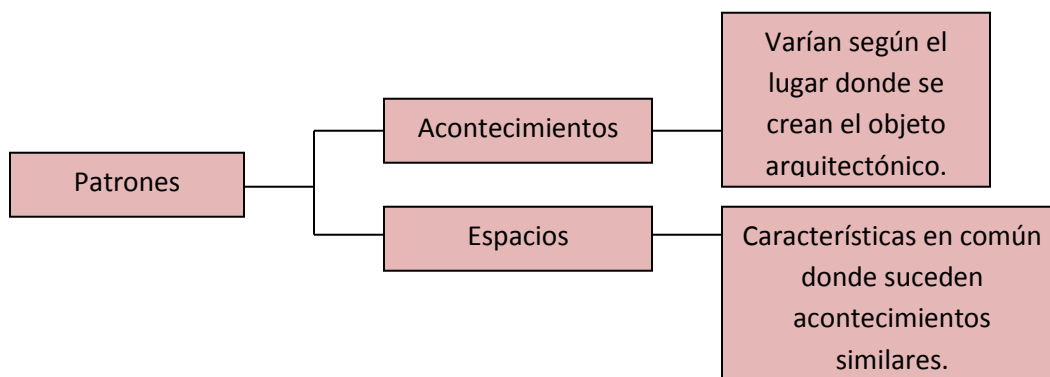 Patrones
Acontecimientos
Varían según el
lugar donde se
crean el objeto
arquitectónico.
Espacios
Características en común
donde suceden
acontecimientos
similares.